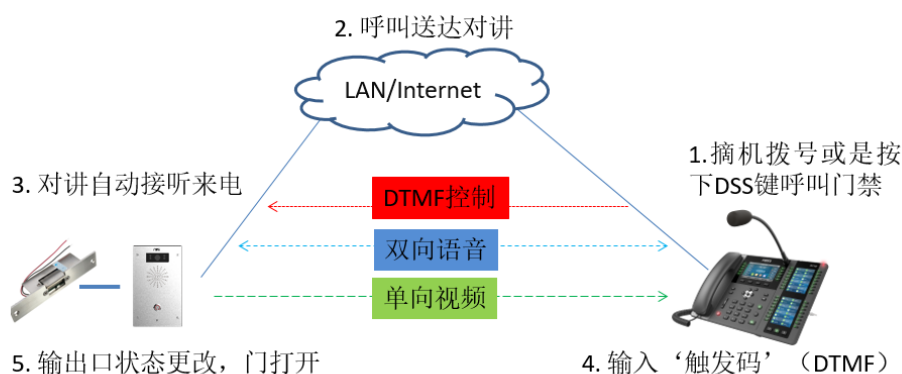 2. 呼叫送达对讲
LAN/Internet
1.摘机拨号或是按
下DSS键呼叫门禁
3. 对讲自动接听来电
DTMF控制
双向语音
单向视频
5. 输出口状态更改，门打开
4. 输入‘触发码’（DTMF）